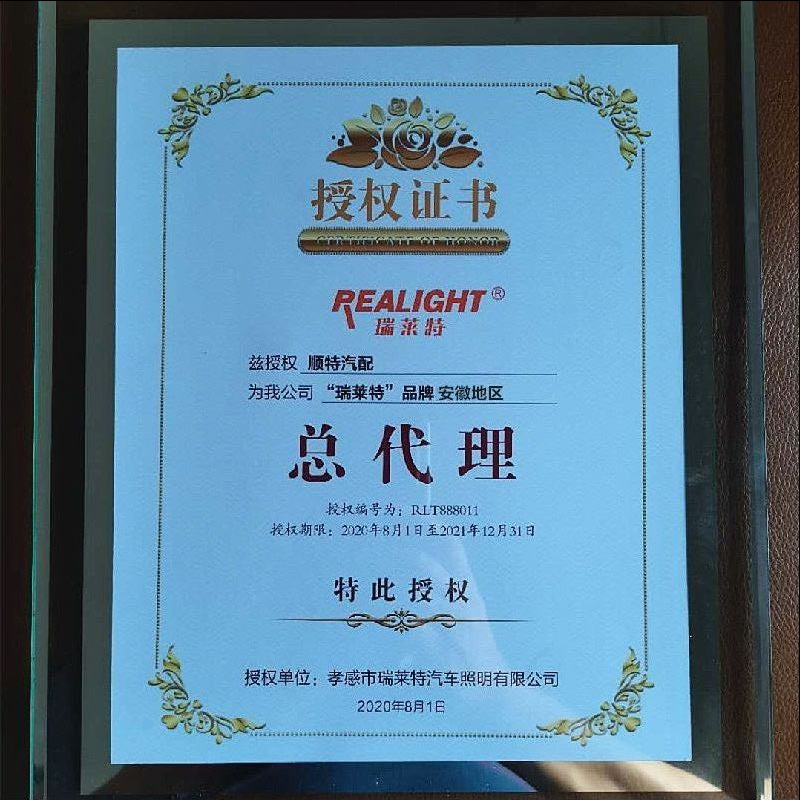 授权证书
CERTIFICATE OF HONOR
REALIGHT®
瑞莱特
兹授权 顺特汽配
为我公司“瑞莱特”品牌 安徽地区
总代理
授权编号为：RLT888011
授权期限：2020年8月1日至2021年12月31日
特此授权
授权单位：孝感市瑞莱特汽车照明有限公司
2020年8月1日